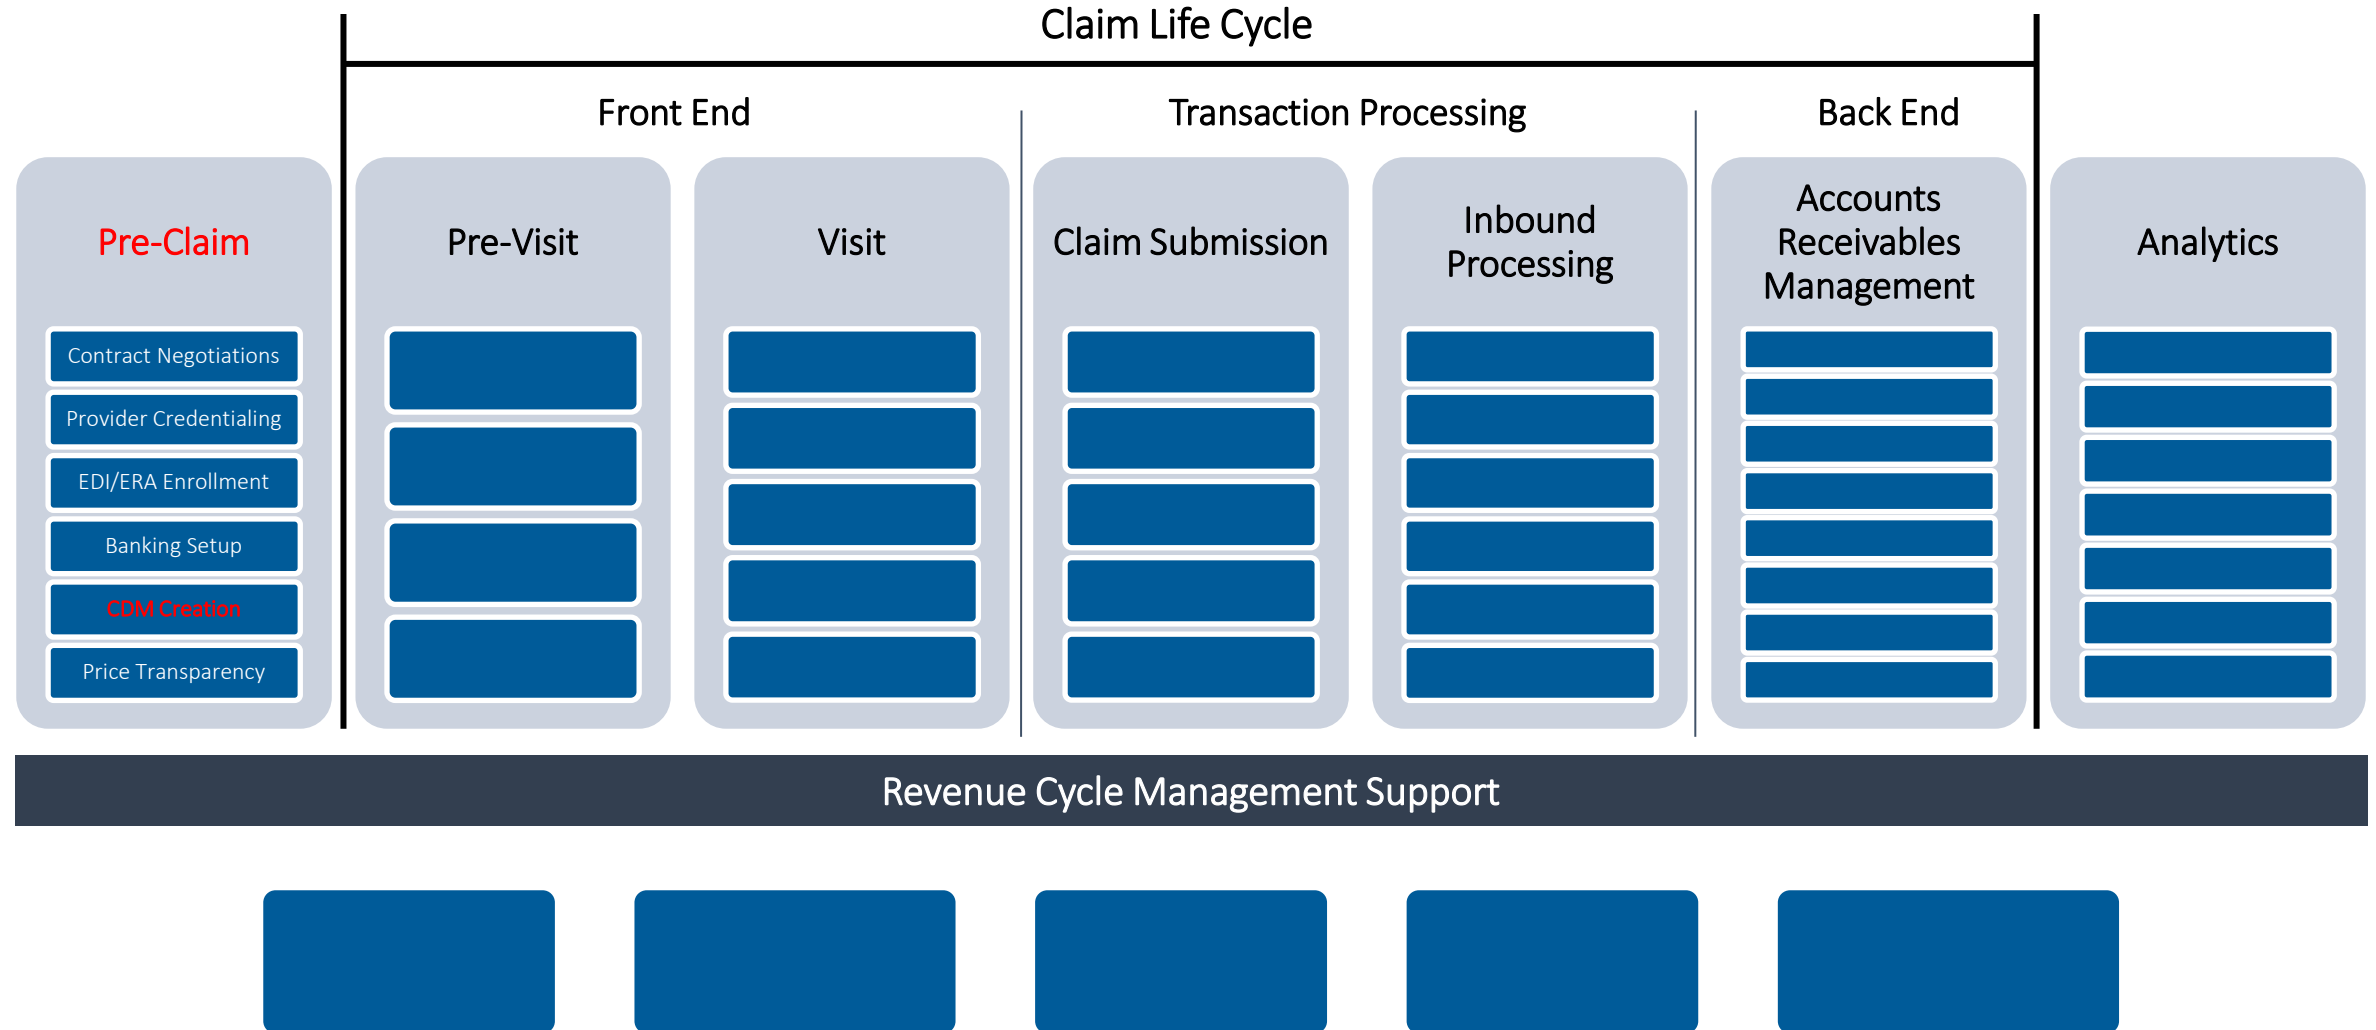 Claim Life Cycle
Front End
Transaction Processing
Back End
Pre-Claim
Contract Negotiations
Provider Credentialing
EDI/ERA Enrollment
Banking Setup
CDM Creation
Price Transparency
Pre-Visit
Visit
Claim Submission
Inbound
Processing
Accounts
Receivables
Management
Analytics
Revenue Cycle Management Support